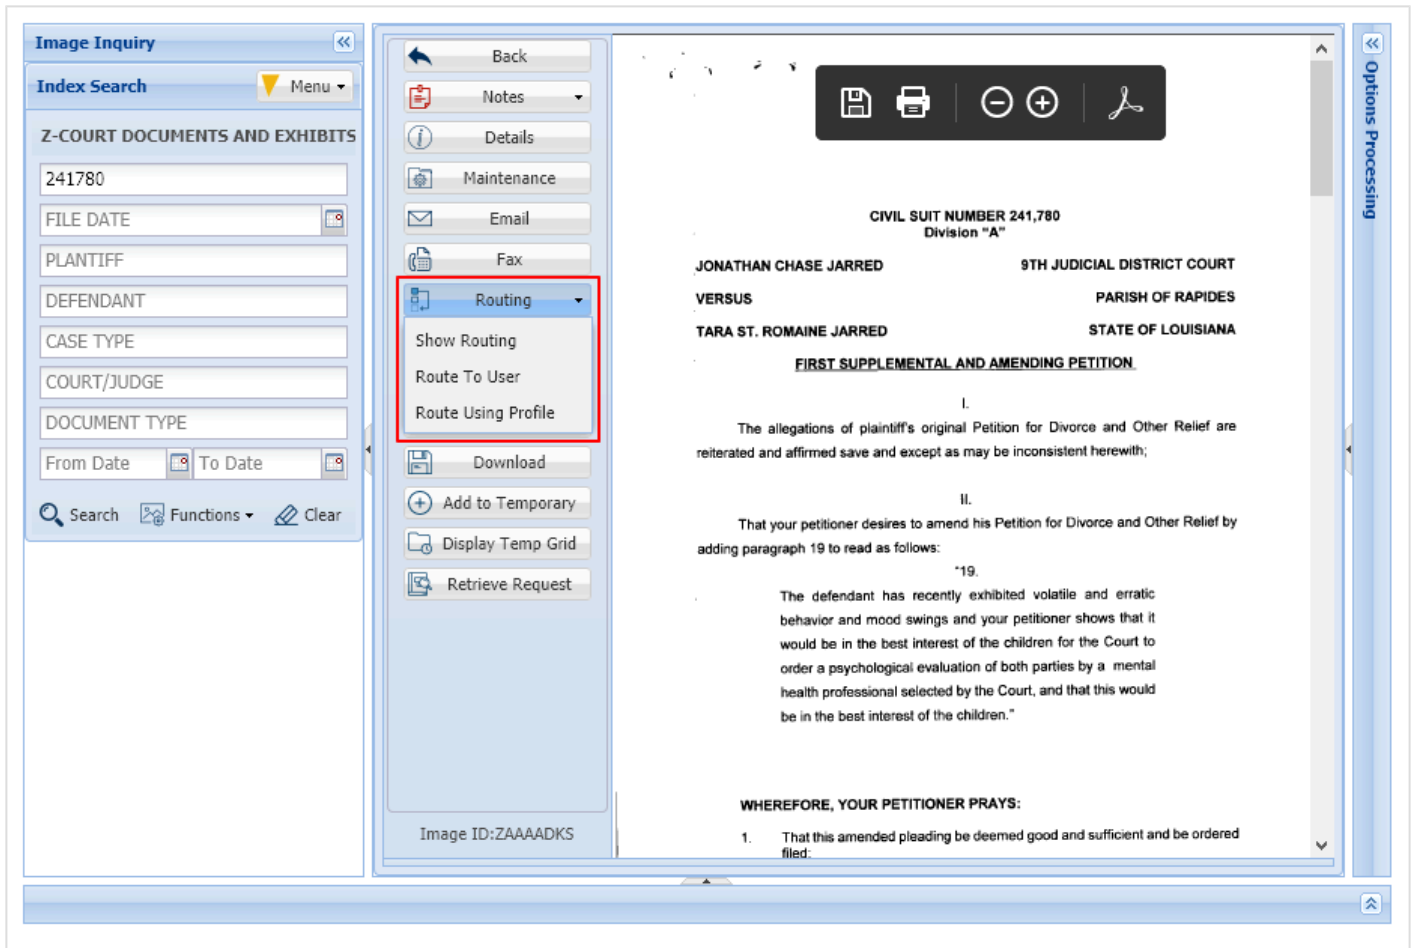 Image Inquiry
Index Search
Menu
Z-COURT DOCUMENTS AND EXHIBITS
241780
FILE DATE
PLANTIFF
DEFENDANT
CASE TYPE
COURT/JUDGE
DOCUMENT TYPE
From Date To Date
Search Functions Clear
Back
Notes
Details
Maintenance
Email
Fax
Routing
Show Routing
Route To User
Route Using Profile
Download
Add to Temporary
Display Temp Grid
Retrieve Request
Image ID:ZAAAADKS
CIVIL SUIT NUMBER 241,780
Division "A"
JONATHAN CHASE JARRED 9TH JUDICIAL DISTRICT COURT
VERSUS PARISH OF RAPIDES
TARA ST. ROMAINE JARRED STATE OF LOUISIANA
FIRST SUPPLEMENTAL AND AMENDING PETITION
I.
The allegations of plaintiff's original Petition for Divorce and Other Relief are
reiterated and affirmed save and except as may be inconsistent herewith;
II.
That your petitioner desires to amend his Petition for Divorce and Other Relief by
adding paragraph 19 to read as follows:
"19.
The defendant has recently exhibited volatile and erratic
behavior and mood swings and your petitioner shows that it
would be in the best interest of the children for the Court to
order a psychological evaluation of both parties by a mental
health professional selected by the Court, and that this would
be in the best interest of the children."
WHEREFORE, YOUR PETITIONER PRAYS:
1. That this amended pleading be deemed good and sufficient and be ordered
filed;
Options Processing